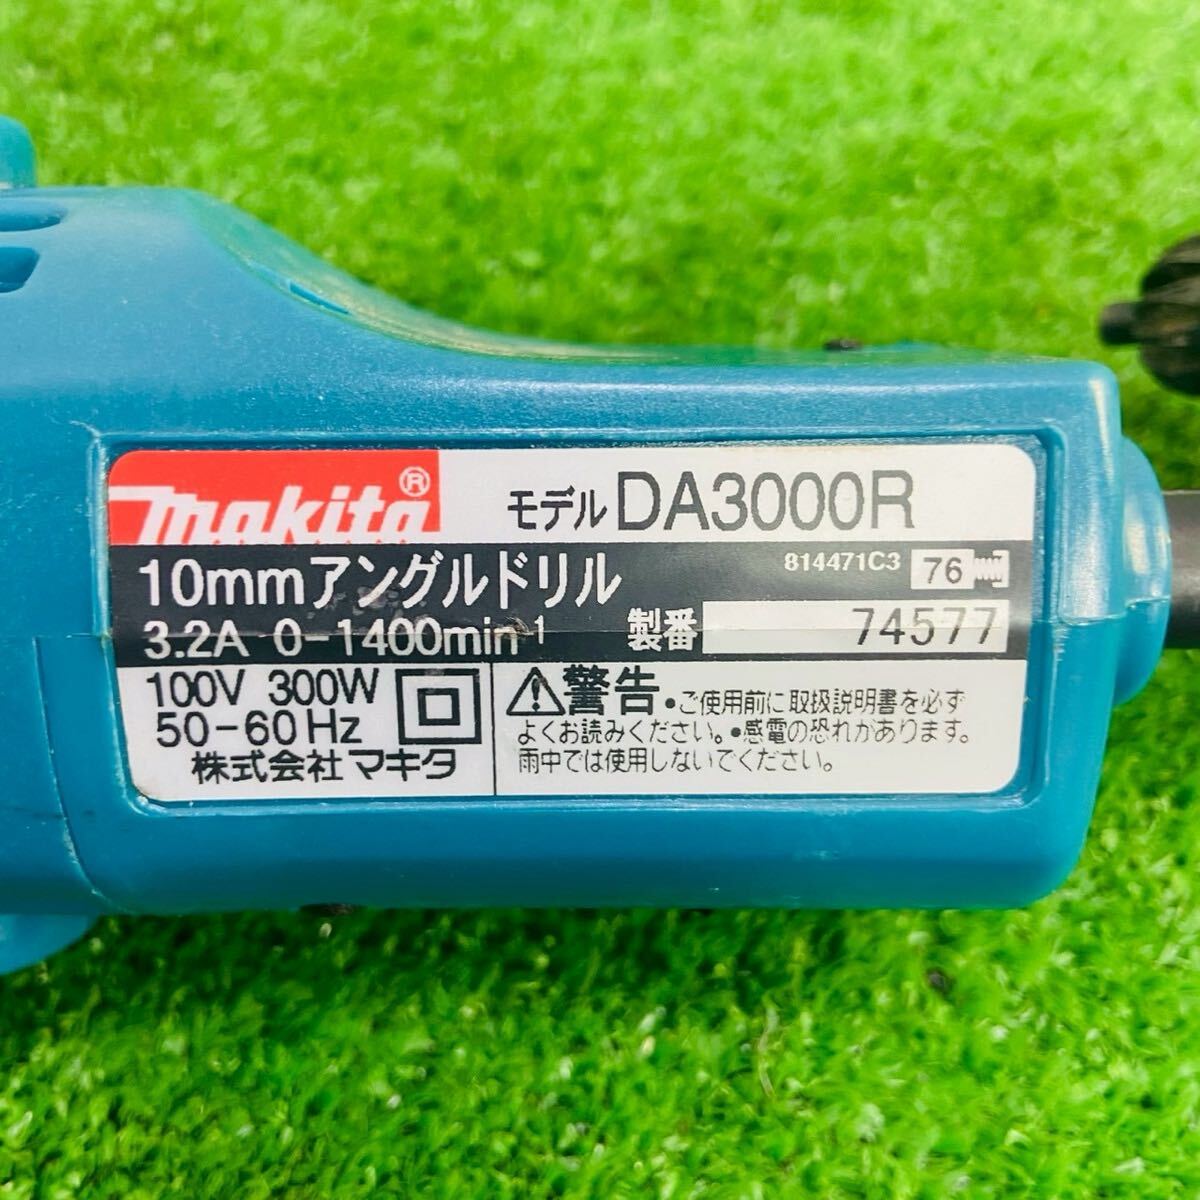 makita®
モデル DA3000R
10mmアングルドリル
814471C3 76
3.2A 0-1400min⁻¹
製番 74577
100V 300W
50-60Hz
株式会社 マキタ
⚠警告 •ご使用前に取扱説明書を必ず
よくお読みください。•感電の恐れがあります。
雨中では使用しないでください。